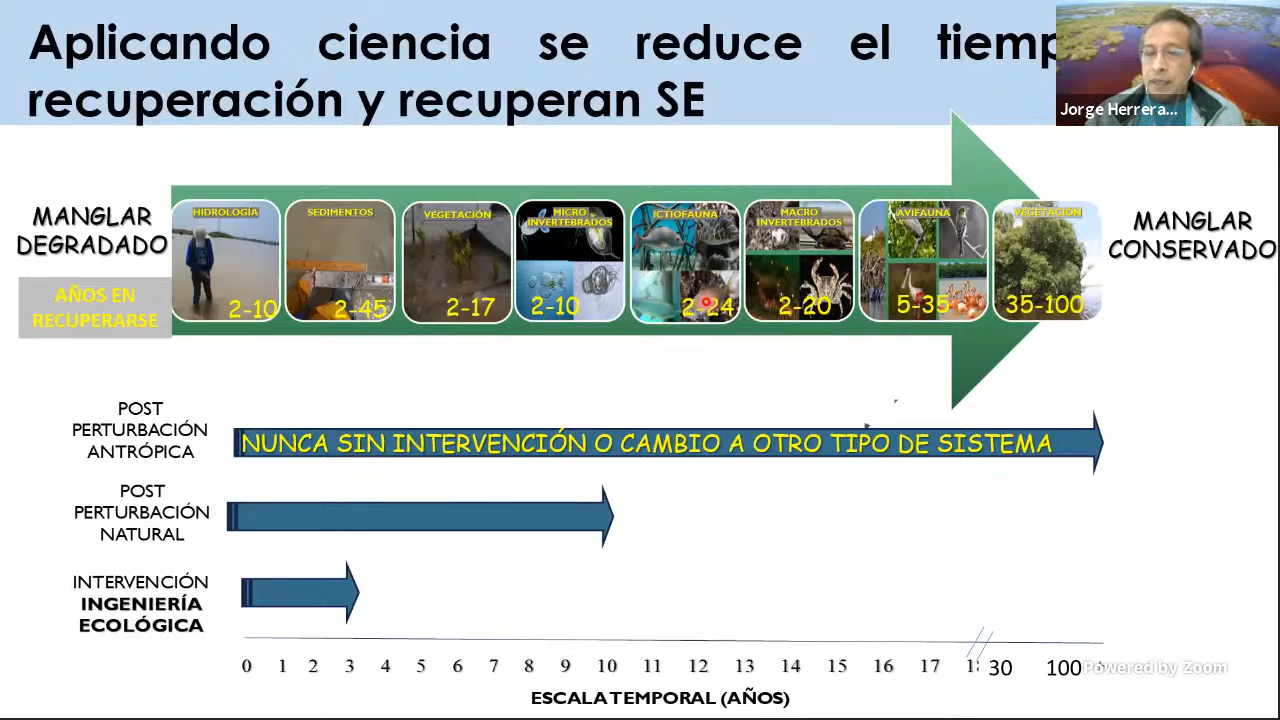 Aplicando ciencia se reduce el tiemp
recuperación y recuperan SE
Jorge Herrera...
MANGLAR
DEGRADADO
AÑOS EN
RECUPERARSE
HIDROLOGÍA
2-10
SEDIMENTOS
2-45
VEGETACIÓN
2-17
MICRO
INVERTEBRADOS
2-10
ICTIOFAUNA
2-24
MACRO
INVERTEBRADOS
2-20
AVIFAUNA
5-35
VEGETACIÓN
35-100
MANGLAR
CONSERVADO
POST
PERTURBACIÓN
ANTRÓPICA
NUNCA SIN INTERVENCIÓN O CAMBIO A OTRO TIPO DE SISTEMA
POST
PERTURBACIÓN
NATURAL
INTERVENCIÓN
INGENIERÍA
ECOLÓGICA
0 1 2 3 4 5 6 7 8 9 10 11 12 13 14 15 16 17 30 100
Powered by Zoom
ESCALA TEMPORAL (AÑOS)